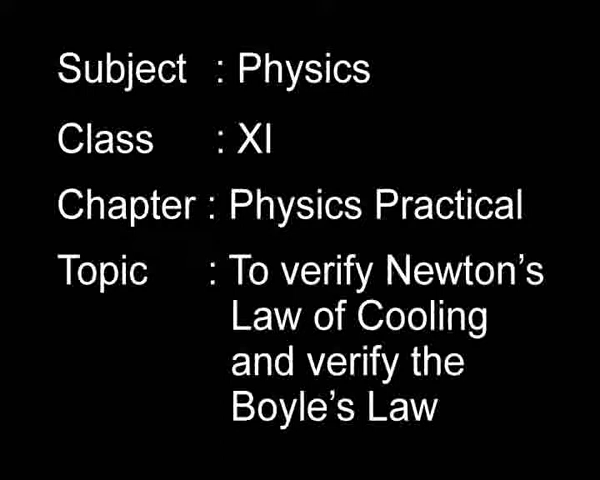 Subject : Physics
Class : XI
Chapter : Physics Practical
Topic : To verify Newton's
Law of Cooling
and verify the
Boyle's Law